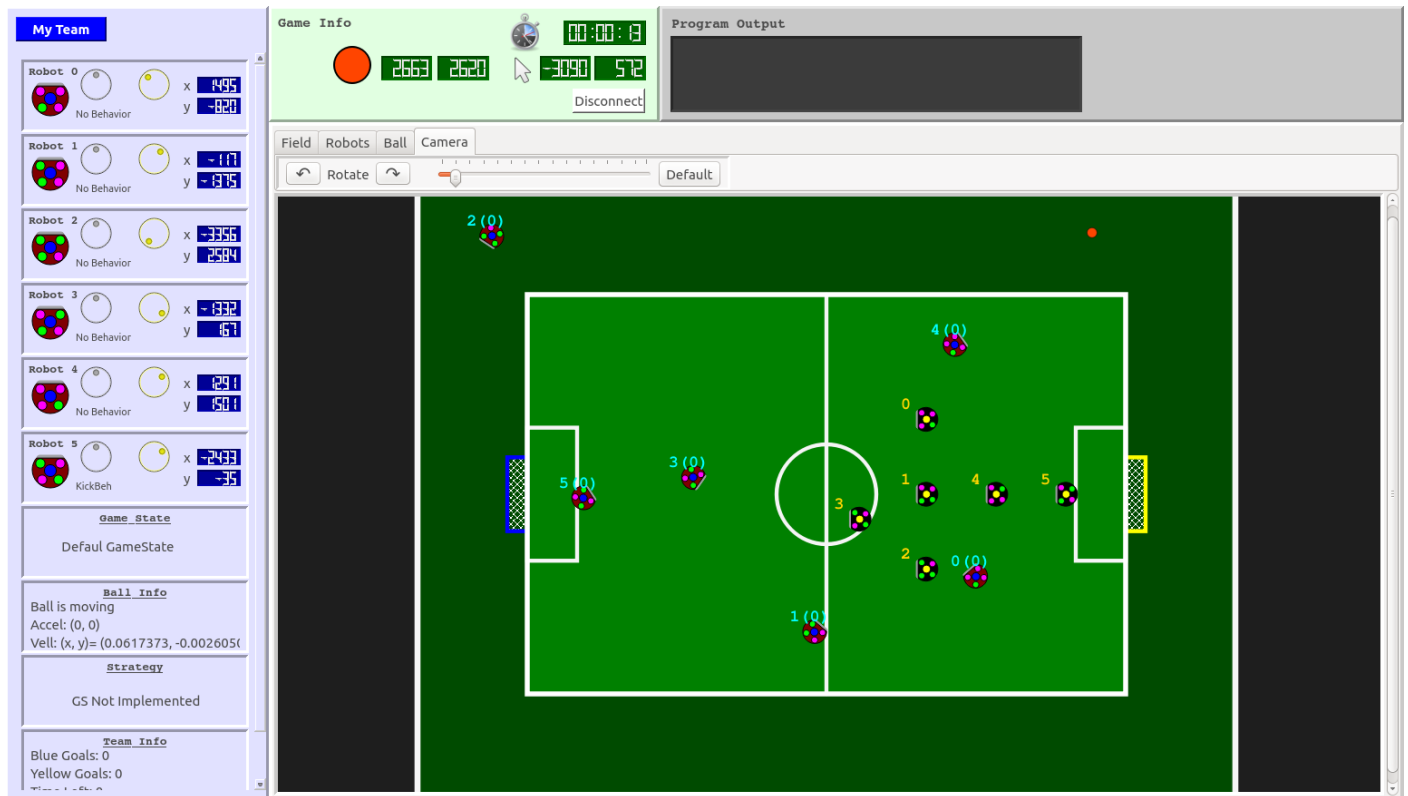 My Team
Robot 0
No Behavior
x 1495
y -820
Robot 1
No Behavior
x -117
y -1375
Robot 2
No Behavior
x -3356
y 2584
Robot 3
No Behavior
x -1332
y 167
Robot 4
No Behavior
x 1291
y 1501
Robot 5
KickBeh
x -2433
y -35
Game State
Defaul GameState
Ball Info
Ball is moving
Accel: (0, 0)
Vell: (x, y)= (0.0617373, -0.002605(
Strategy
GS Not Implemented
Team Info
Blue Goals: 0
Yellow Goals: 0
Game Info
00:00:13
2663 2620
-3090 572
Disconnect
Program Output
Field Robots Ball Camera
Rotate
Default
2(0)
4(0)
0
3(0)
5(0)
1
4
5
3
2
0(0)
1(0)